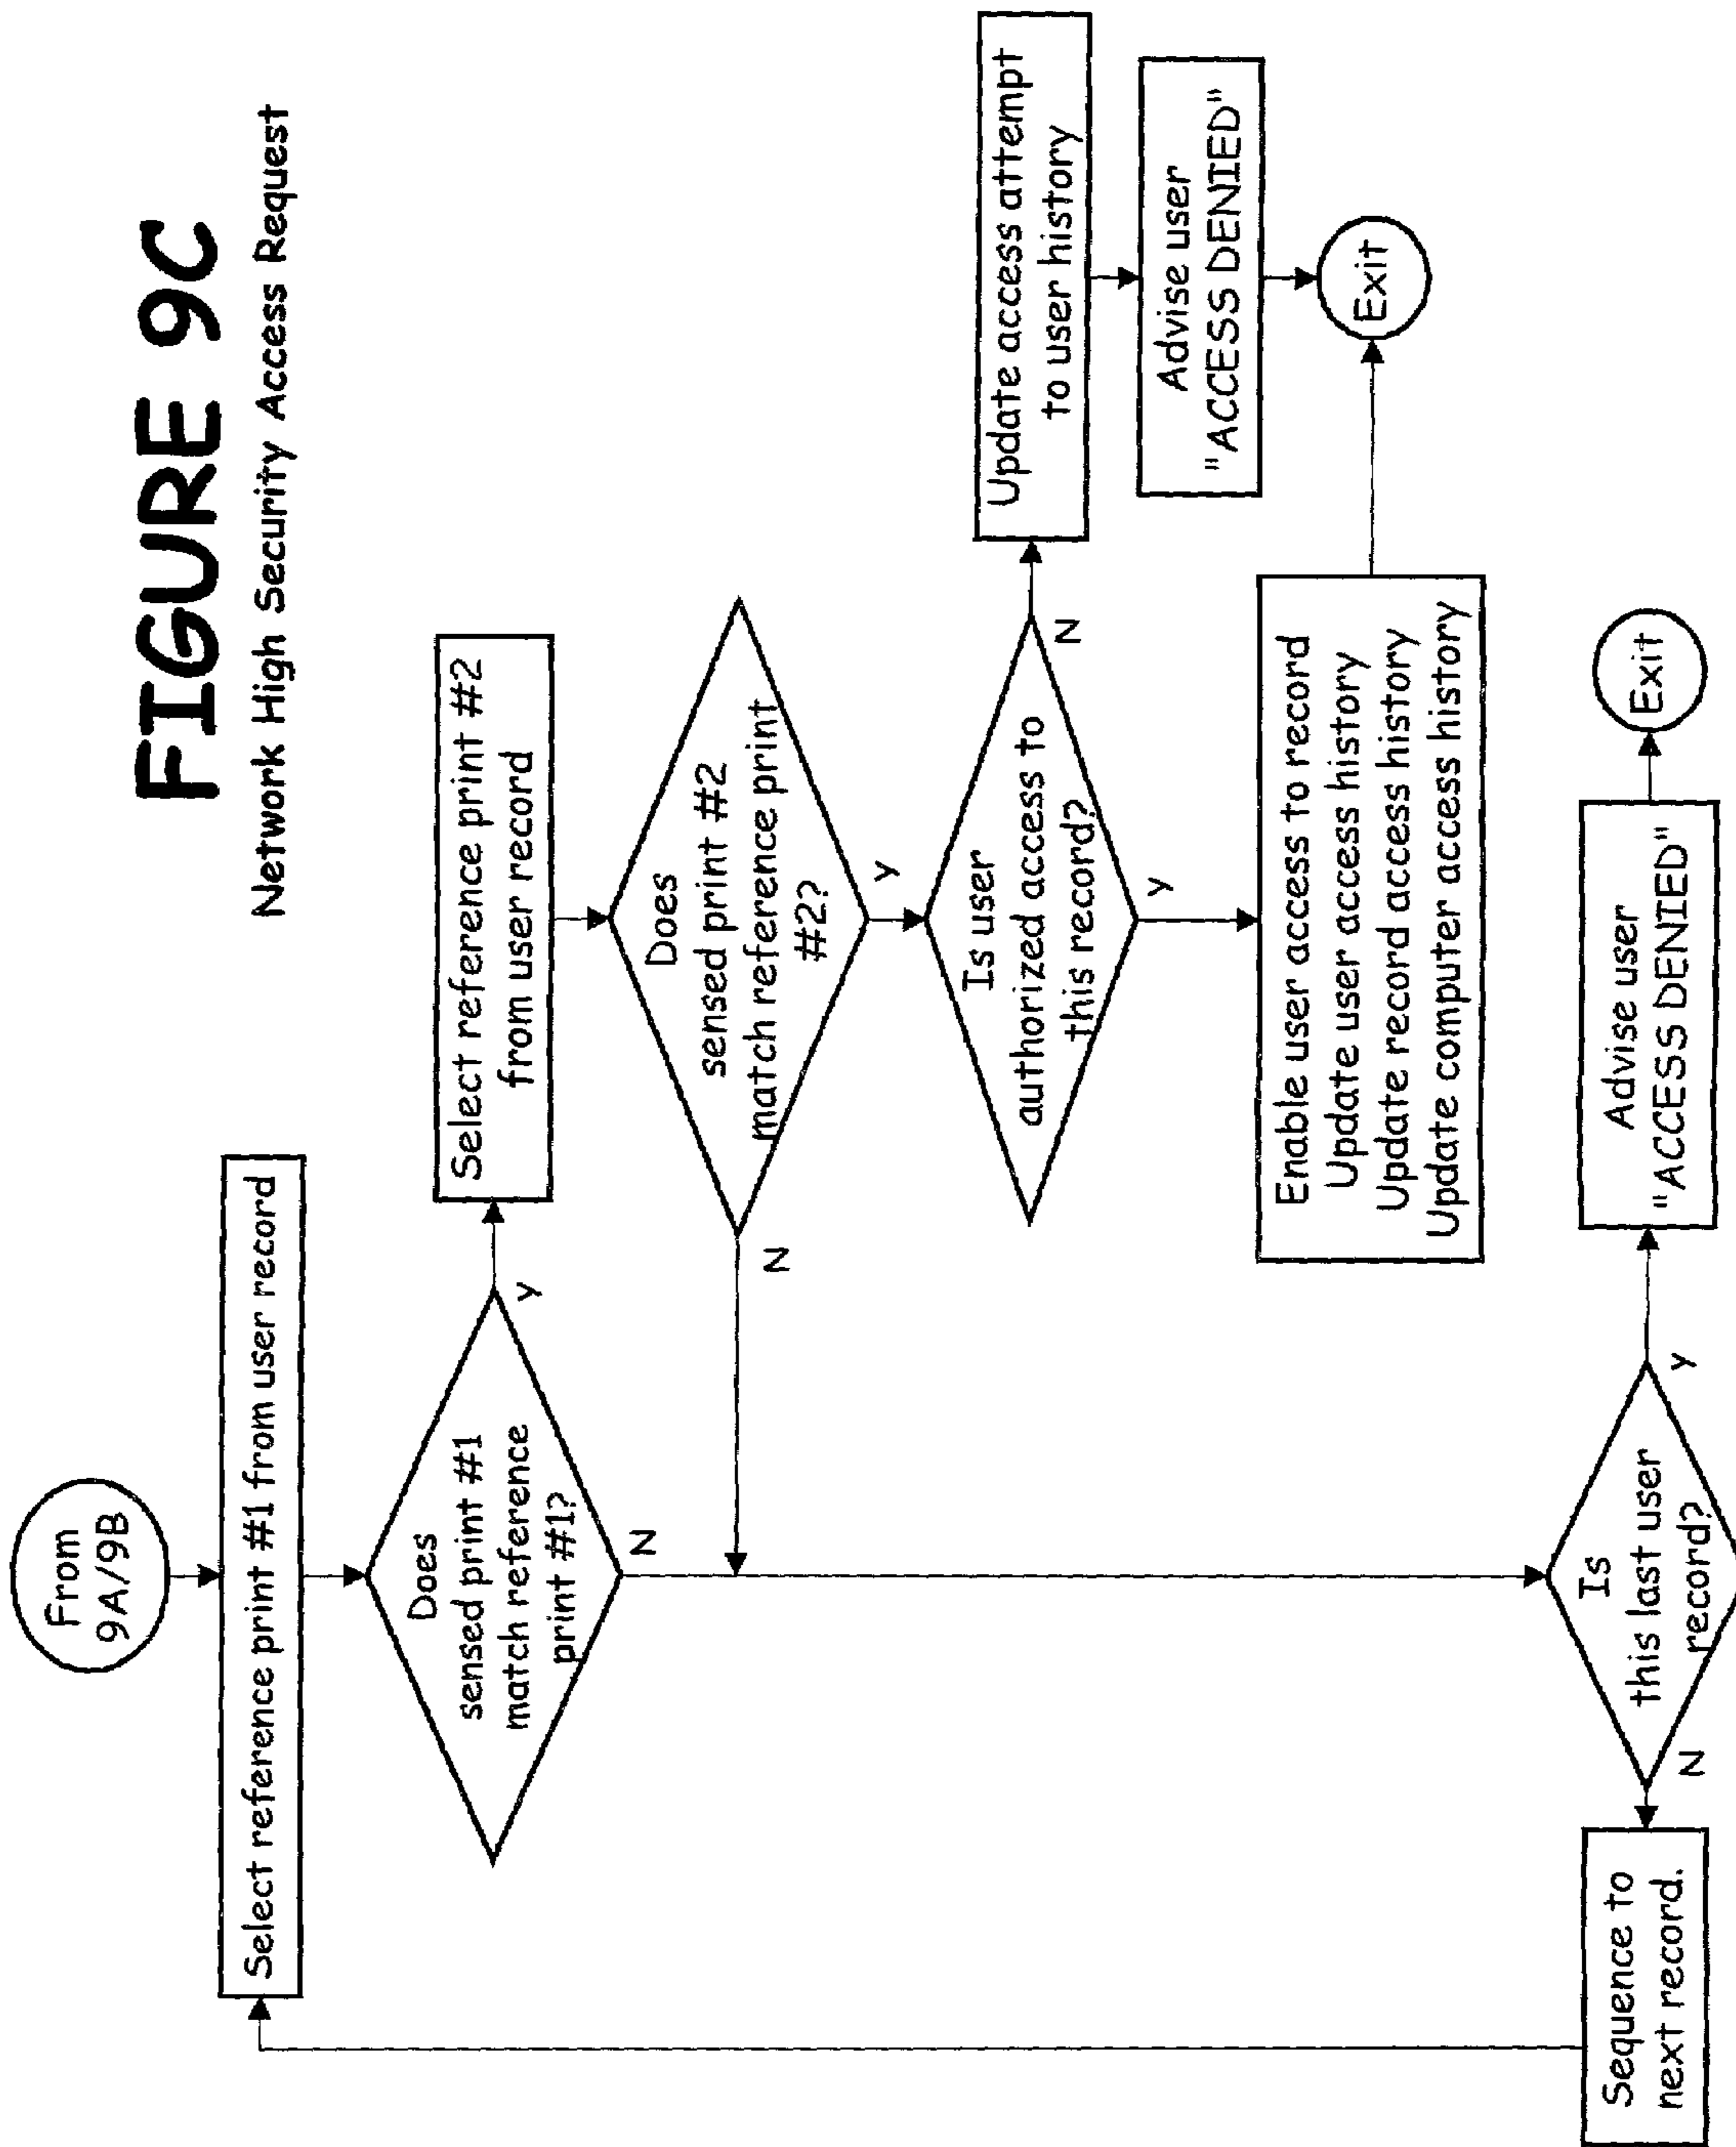 FIGURE 9C
Network High Security Access Request
From
9A/9B
Select reference print #1 from user record
Does
sensed print #1
match reference
print #1?
Y
N
Select reference print #2
from user record
Does
sensed print #2
match reference print
#2?
N
Y
Is user
authorized access to
this record?
N
Y
Update access attempt
to user history
Advise user
"ACCESS DENIED"
Exit
Enable user access to record
Update user access history
Update record access history
Update computer access history
Is
this last user
record?
N
Y
Advise user
"ACCESS DENIED"
Exit
Sequence to
next record.